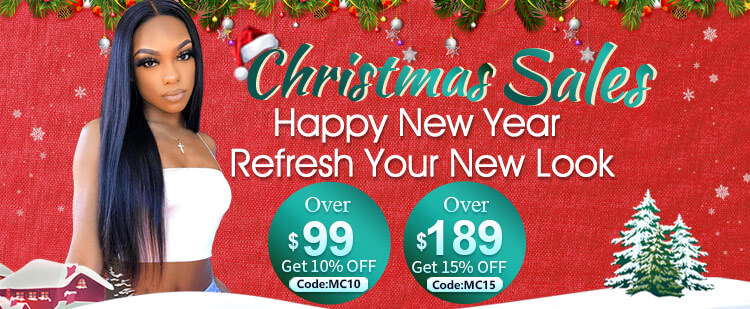 Christmas Sales
Happy New Year
Refresh Your New Look
Over
$99
Get 10% OFF
Code:MC10
Over
$189
Get 15% OFF
Code:MC15